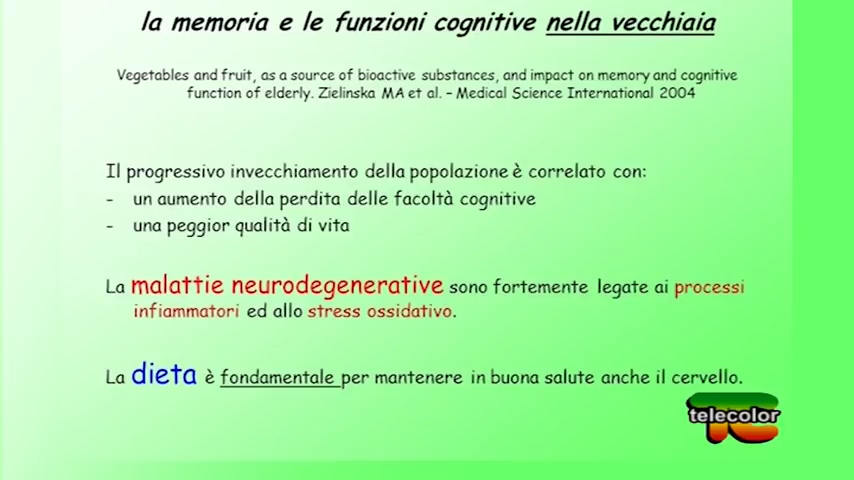 la memoria e le funzioni cognitive nella vecchiaia
Vegetables and fruit, as a source of bioactive substances, and impact on memory and cognitive
function of elderly. Zielinska MA et al. – Medical Science International 2004
Il progressivo invecchiamento della popolazione è correlato con:
- un aumento della perdita delle facoltà cognitive
- una peggior qualità di vita
La malattie neurodegenerative sono fortemente legate ai processi
infiammatori ed allo stress ossidativo.
La dieta è fondamentale per mantenere in buona salute anche il cervello.
telecolor